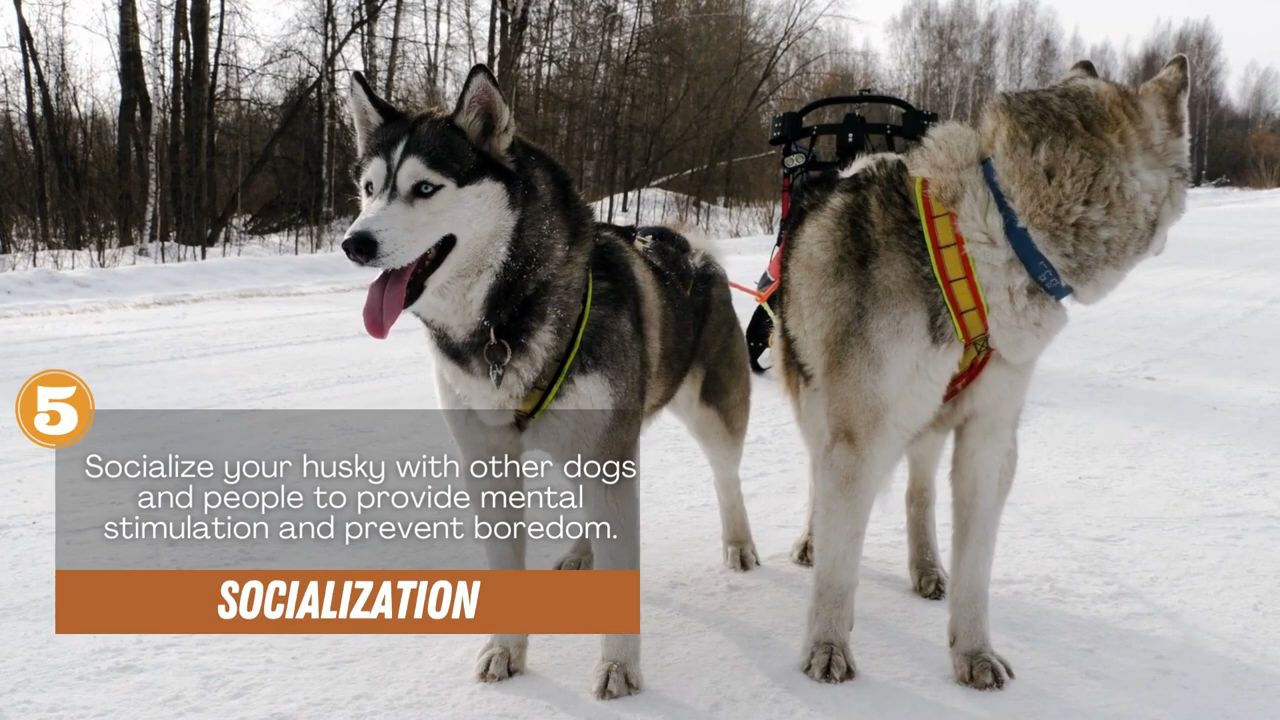 5
Socialize your husky with other dogs
and people to provide mental
stimulation and prevent boredom.
SOCIALIZATION